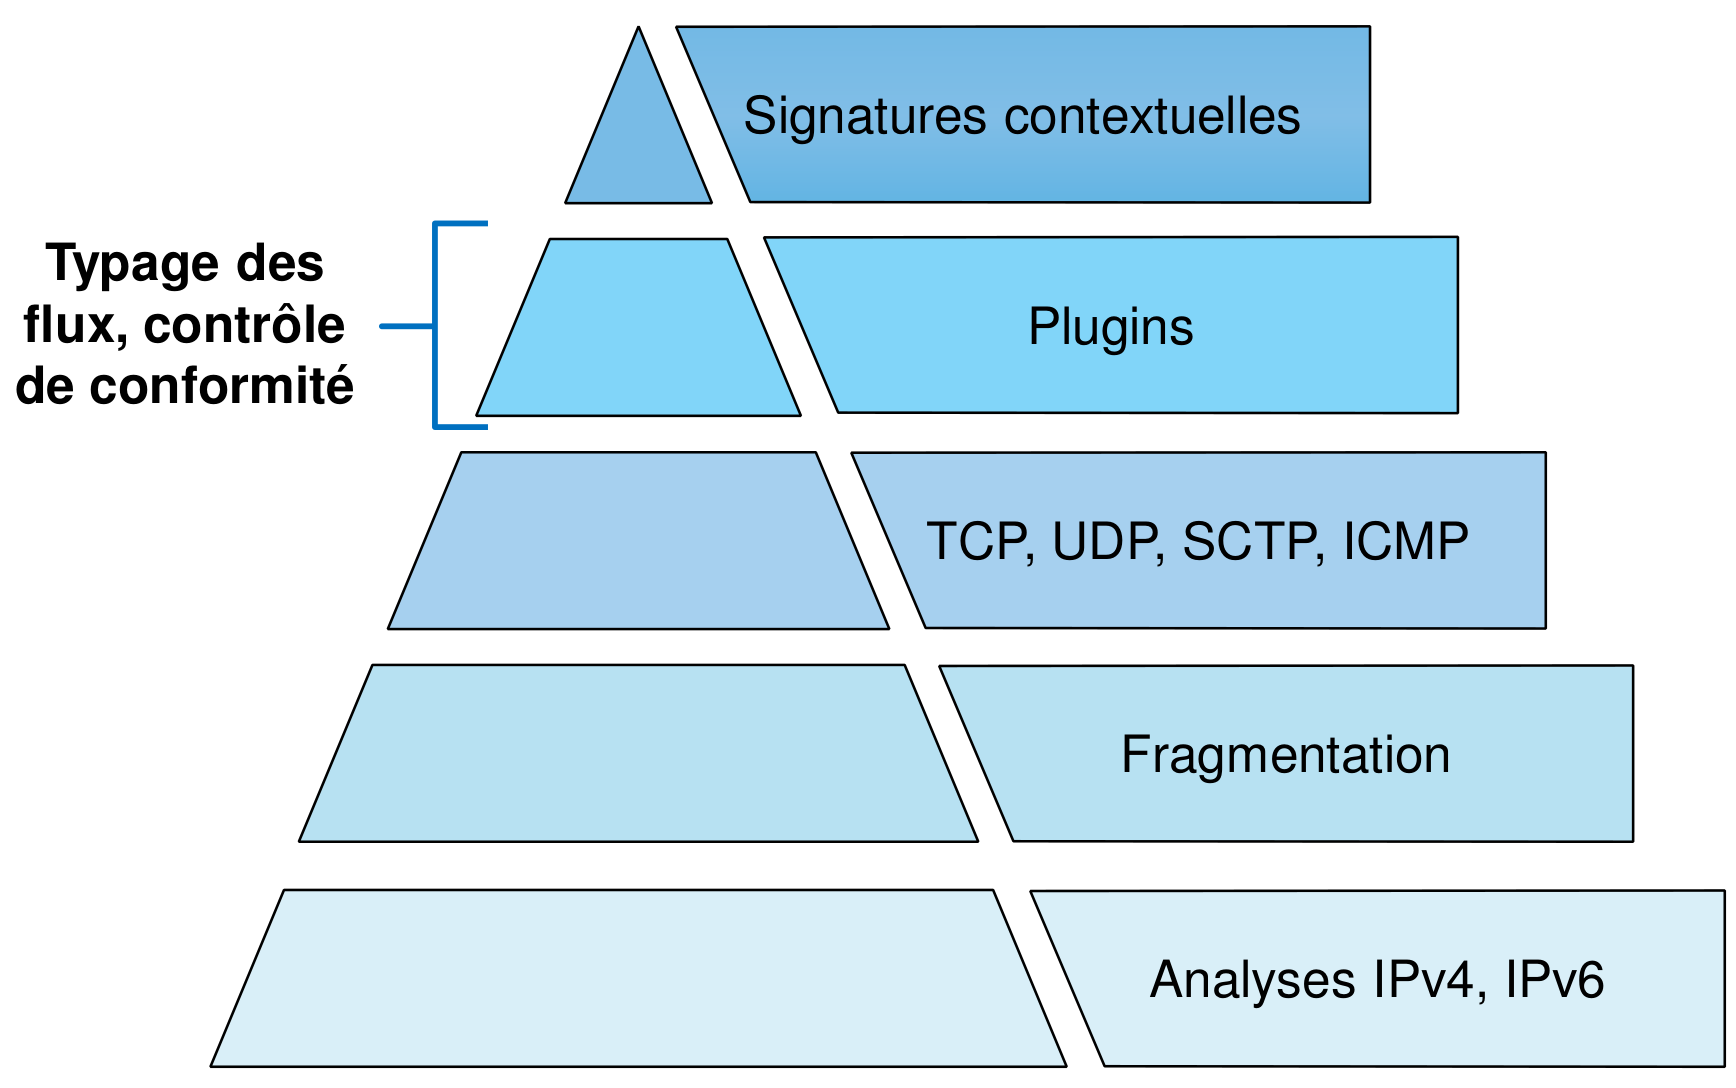 Signatures contextuelles
Typage des
flux, contrôle
de conformité
Plugins
TCP, UDP, SCTP, ICMP
Fragmentation
Analyses IPv4, IPv6